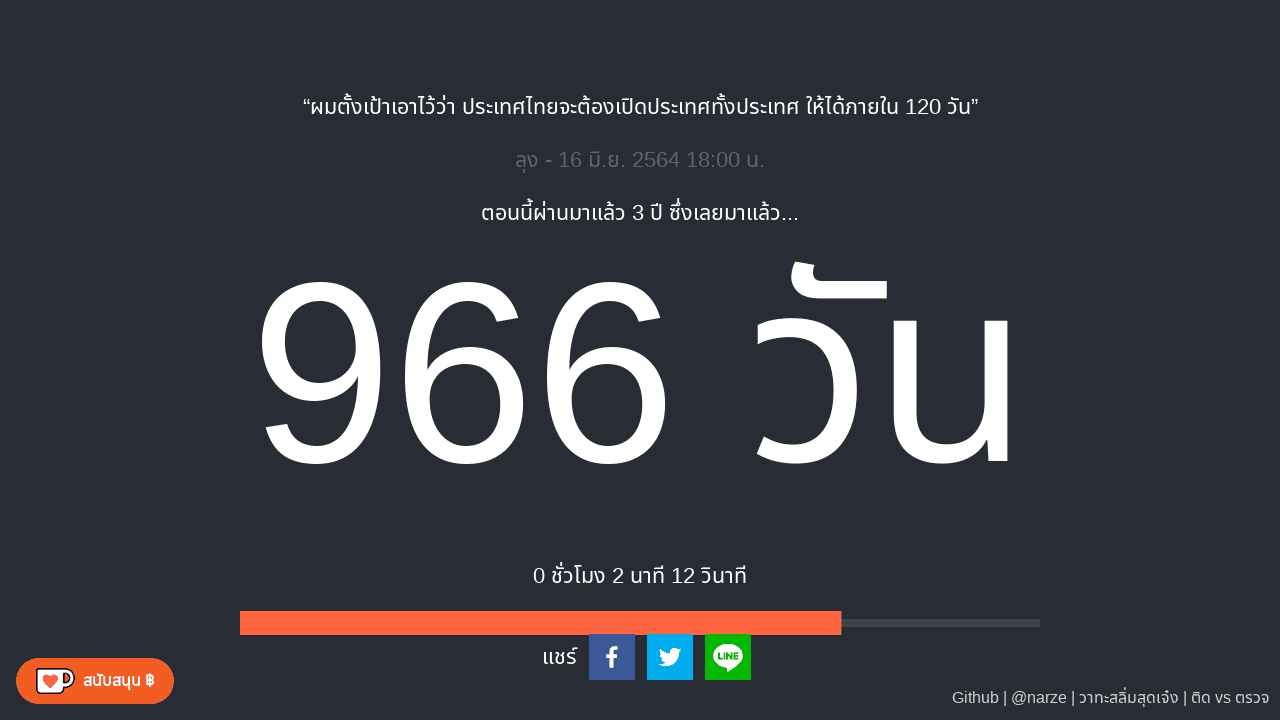 “ผมตั้งเป้าเอาไว้ว่า ประเทศไทยจะต้องเปิดประเทศทั้งประเทศ ให้ได้ภายใน 120 วัน”
ลุง - 16 มิ.ย. 2564 18:00 น.
ตอนนี้ผ่านมาแล้ว 3 ปี ซึ่งเลยมาแล้ว...
966 วัน
0 ชั่วโมง 2 นาที 12 วินาที
แชร์
LINE
สนับสนุน ฿
Github | @narze | วาทะสลิ่มสุดเจ๋ง | ติด vs ตรวจ